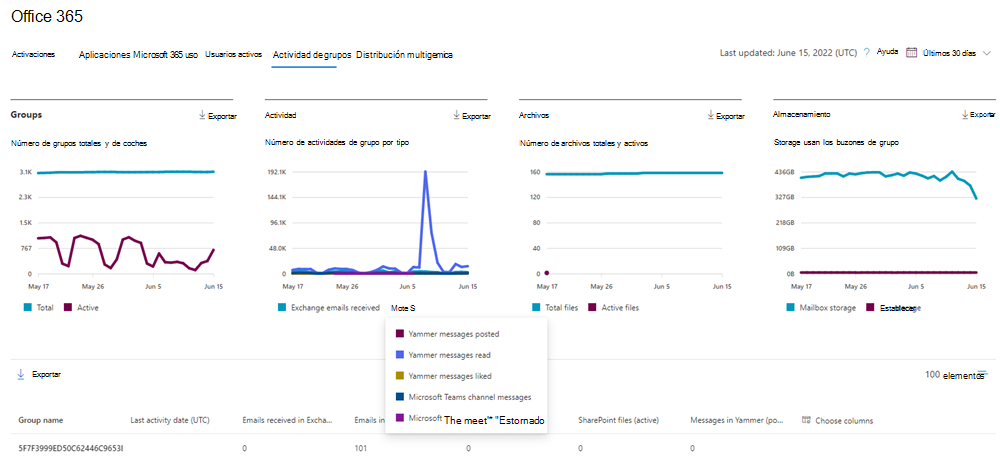 Office 365
Activaciones Aplicaciones Microsoft 365 uso Usuarios activos Actividad de grupos Distribución multigemica Last updated: June 15, 2022 (UTC) ? Ayuda Últimos 30 días
Groups Exportar
Número de grupos totales y de coches
3.1K
2.3K
1.5K
767
0
May 17 May 26 Jun 5 Jun 15
Total Active
Actividad Exportar
Número de actividades de grupo por tipo
192.1K
144.1K
96.1K
48.0K
0
May 17 May 26 Jun 5 Jun 15
Exchange emails received Mote S
Yammer messages posted
Yammer messages read
Yammer messages liked
Microsoft Teams channel messages
Microsoft The meet"" "Estornado
Archivos Exportar
Número de archivos totales y activos
160
120
80
40
0
May 17 May 26 Jun 5 Jun 15
Total files Active files
Almacenamiento Exportar
Storage usan los buzones de grupo
436GB
327GB
218GB
109GB
0B
May 17 May 26 Jun 5 Jun 15
Mailbox storage Establecer
Exportar 100 elementos
Group name Last activity date (UTC) Emails received in Excha... Emails in SharePoint files (active) Messages in Yammer (po... Choose columns
5F7F3999ED50C62446C9653I 0 101 0 0 0